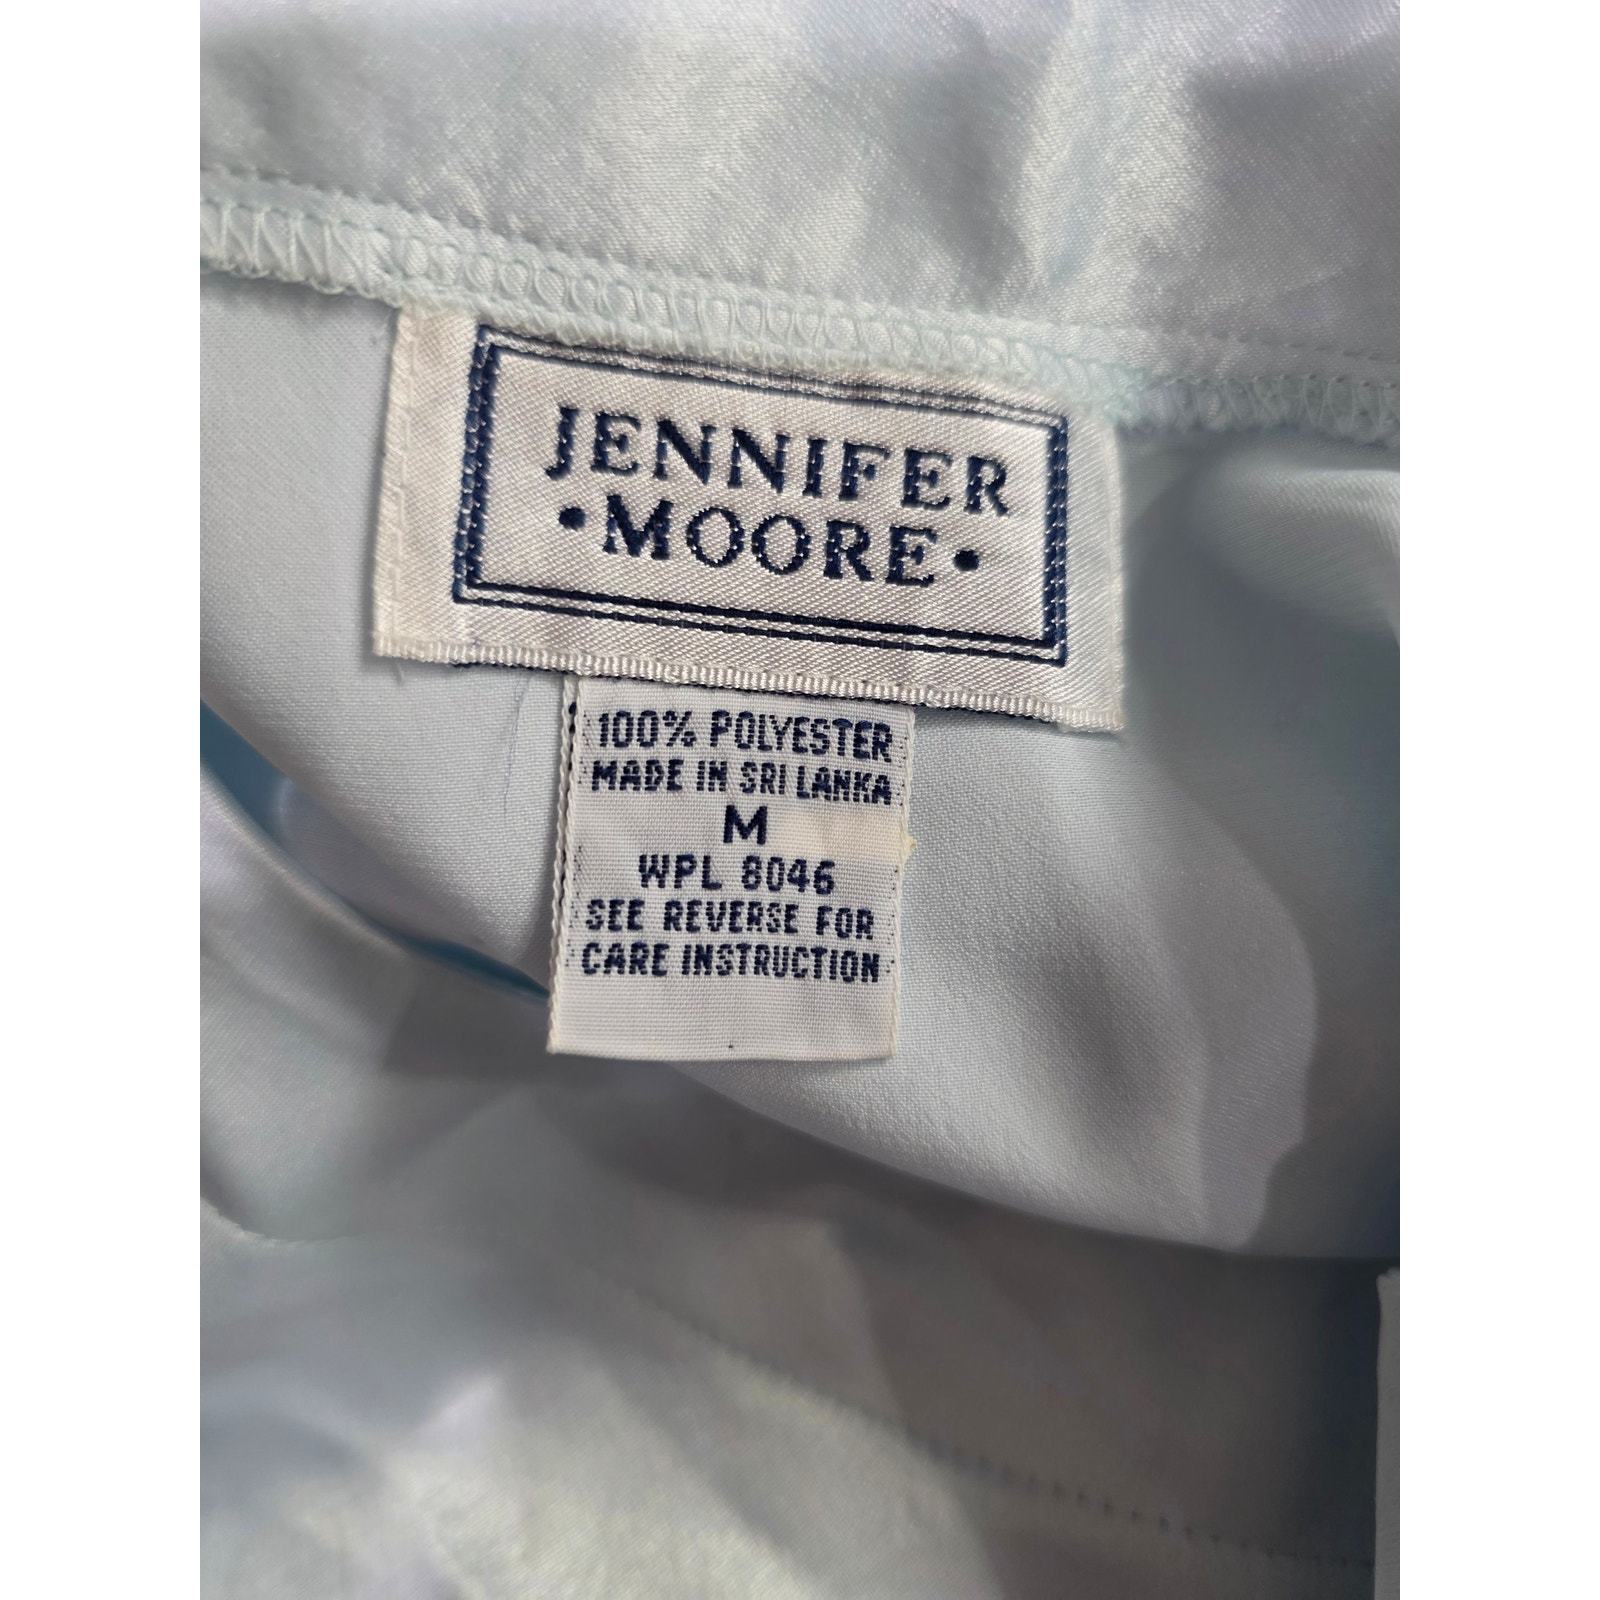 JENNIFER
•MOORE•
100% POLYESTER
MADE IN SRI LANKA
M
WPL 8046
SEE REVERSE FOR
CARE INSTRUCTION